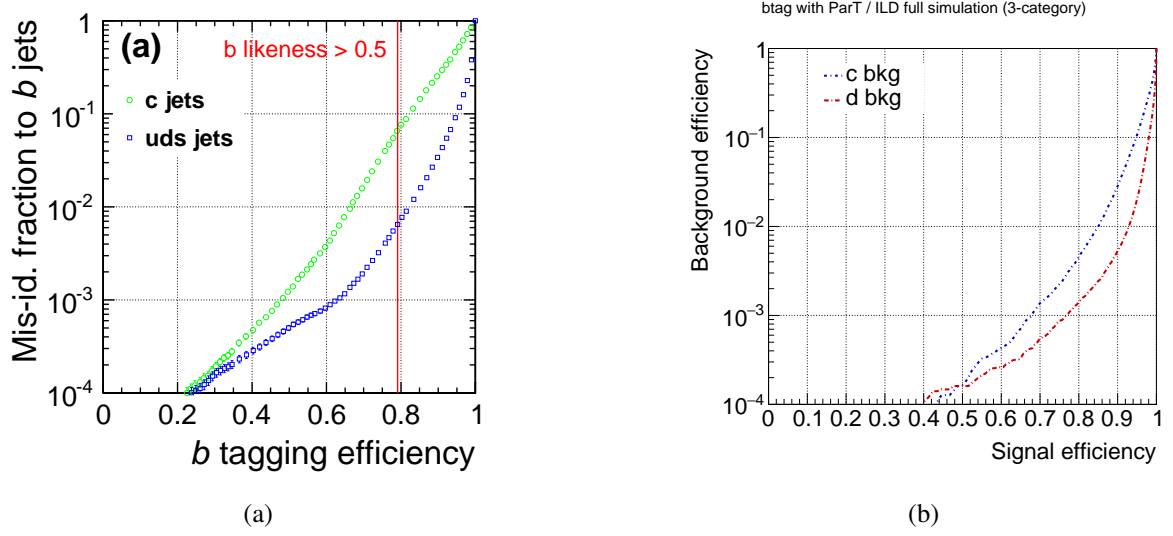 (a)
b likeness > 0.5
c jets
uds jets
Mis-id. fraction to b jets
1
10⁻¹
10⁻²
10⁻³
10⁻⁴
0 0.2 0.4 0.6 0.8 1
b tagging efficiency
(a)
btag with ParT / ILD full simulation (3-category)
c bkg
d bkg
Background efficiency
1
10⁻¹
10⁻²
10⁻³
10⁻⁴
0 0.1 0.2 0.3 0.4 0.5 0.6 0.7 0.8 0.9 1
Signal efficiency
(b)